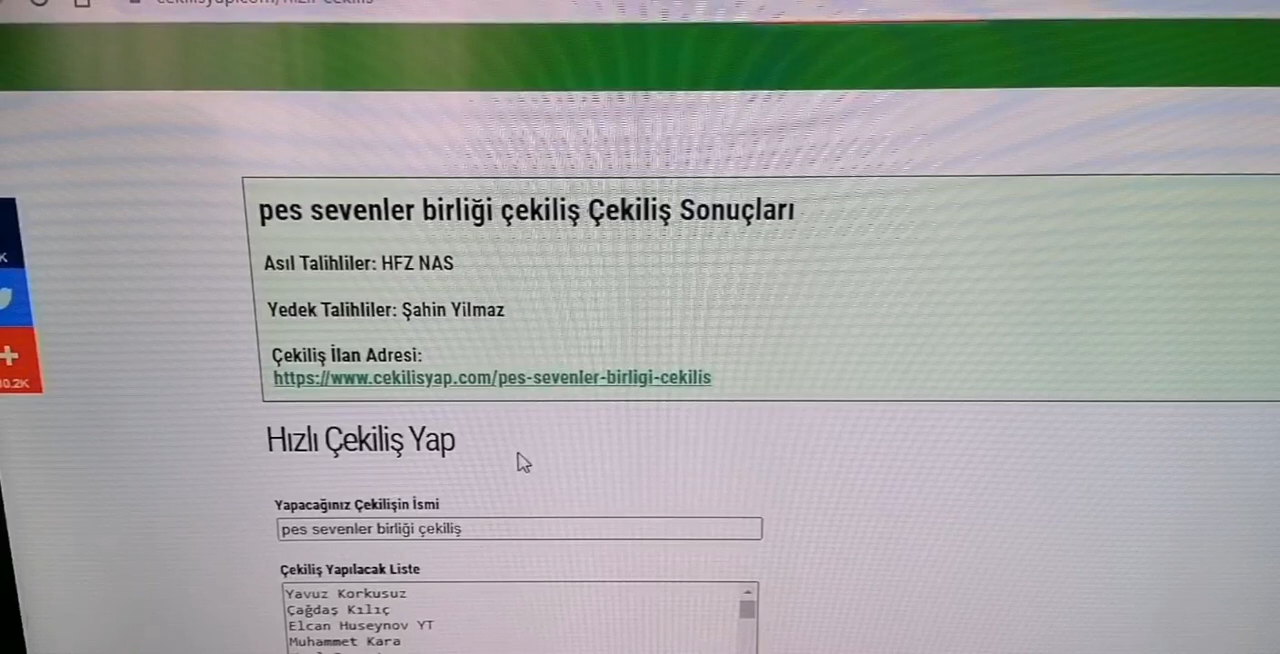 pes sevenler birliği çekiliş Çekiliş Sonuçları
Asıl Talihliler: HFZ NAS
Yedek Talihliler: Şahin Yilmaz
Çekiliş İlan Adresi:
https://www.cekilisyap.com/pes-sevenler-birligi-cekilis
Hızlı Çekiliş Yap
Yapacağınız Çekilişin İsmi
pes sevenler birliği çekiliş
Çekiliş Yapılacak Liste
Yavuz Korkusuz
Çağdaş Kılıç
Elcan Huseynov YT
Muhammet Kara
K